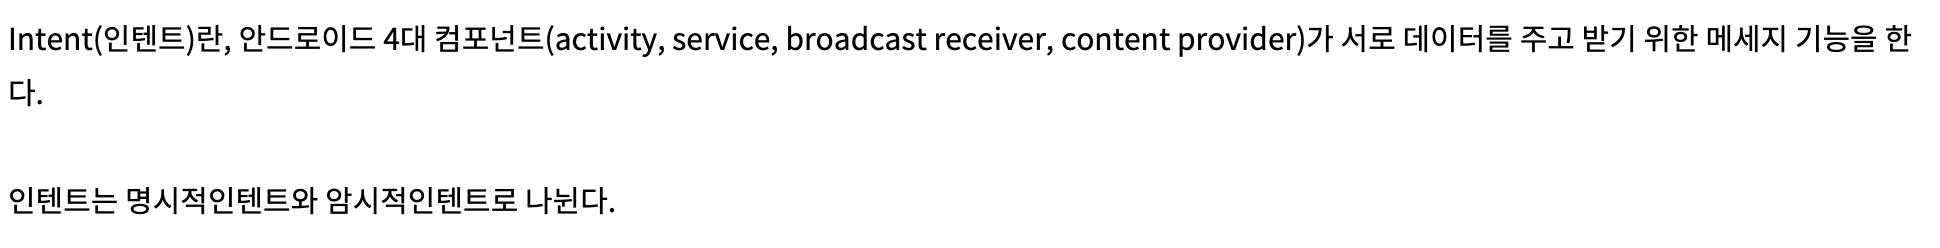 Intent(인텐트)란, 안드로이드 4대 컴포넌트(activity, service, broadcast receiver, content provider)가 서로 데이터를 주고 받기 위한 메세지 기능을 한
다.
인텐트는 명시적인텐트와 암시적인텐트로 나뉜다.